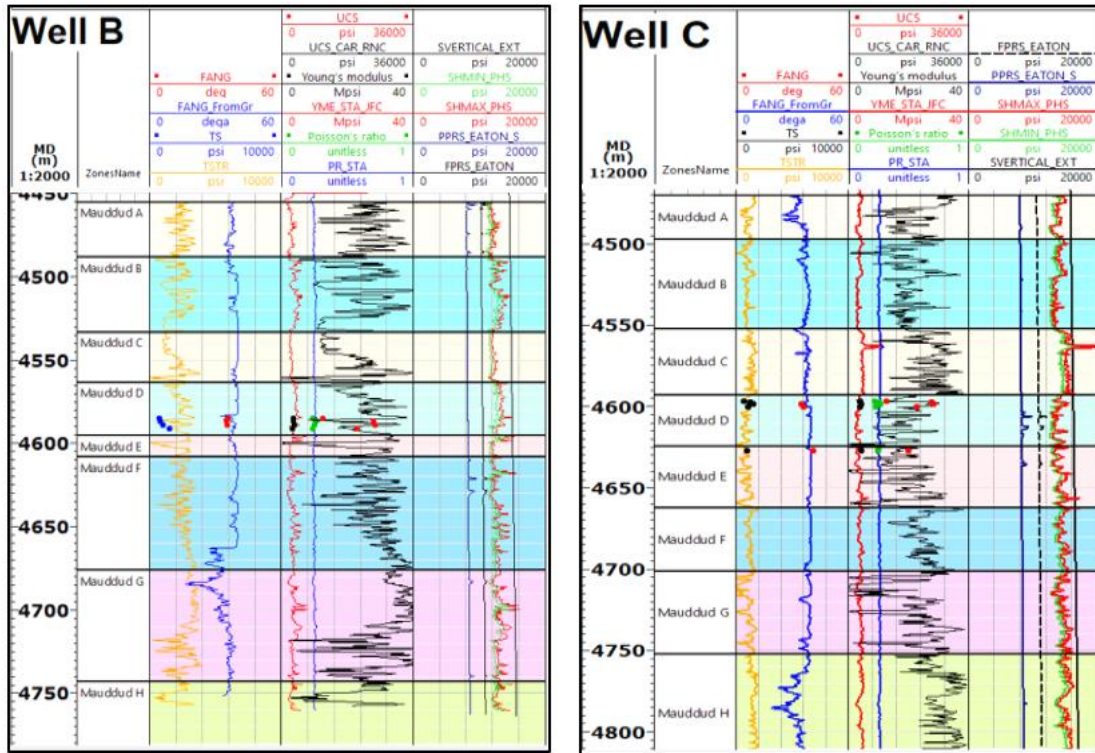 Well B
UCS
0 psi 36000
UCS_CAR_RNC SVERTICAL_EXT
0 psi 36000 0 psi 20000
FANG Young's modulus SHMIN_PHS
0 deg 60 0 Mpsi 40 0 psi 20000
FANG_FromGr YME_STA_JFC SHMAX_PHS
0 dega 60 0 Mpsi 40 0 psi 20000
MD (m) 1:2000
ZonesName
TS Poisson's ratio PPRS_EATON_S
0 psi 10000 0 unitless 1 0 psi 20000
TSTR PR_STA FPRS_EATON
0 psi 10000 0 unitless 1 0 psi 20000
4450
Mauddud A
Mauddud B
4500
Mauddud C
4550
Mauddud D
4600
Mauddud E
Mauddud F
4650
Mauddud G
4700
Mauddud H
4750
Well C
UCS
0 psi 36000
UCS_CAR_RNC FPRS_EATON
0 psi 36000 0 psi 20000
FANG Young's modulus PPRS_EATON_S
0 deg 60 0 Mpsi 40 0 psi 20000
FANG_FromGr YME_STA_JFC SHMAX_PHS
0 dega 60 0 Mpsi 40 0 psi 20000
MD (m) 1:2000
ZonesName
TS Poisson's ratio SHMIN_PHS
0 psi 10000 0 unitless 1 0 psi 20000
TSTR PR_STA SVERTICAL_EXT
0 psi 10000 0 unitless 1 0 psi 20000
Mauddud A
4500
Mauddud B
4550
Mauddud C
4600
Mauddud D
Mauddud E
4650
Mauddud F
4700
Mauddud G
4750
Mauddud H
4800